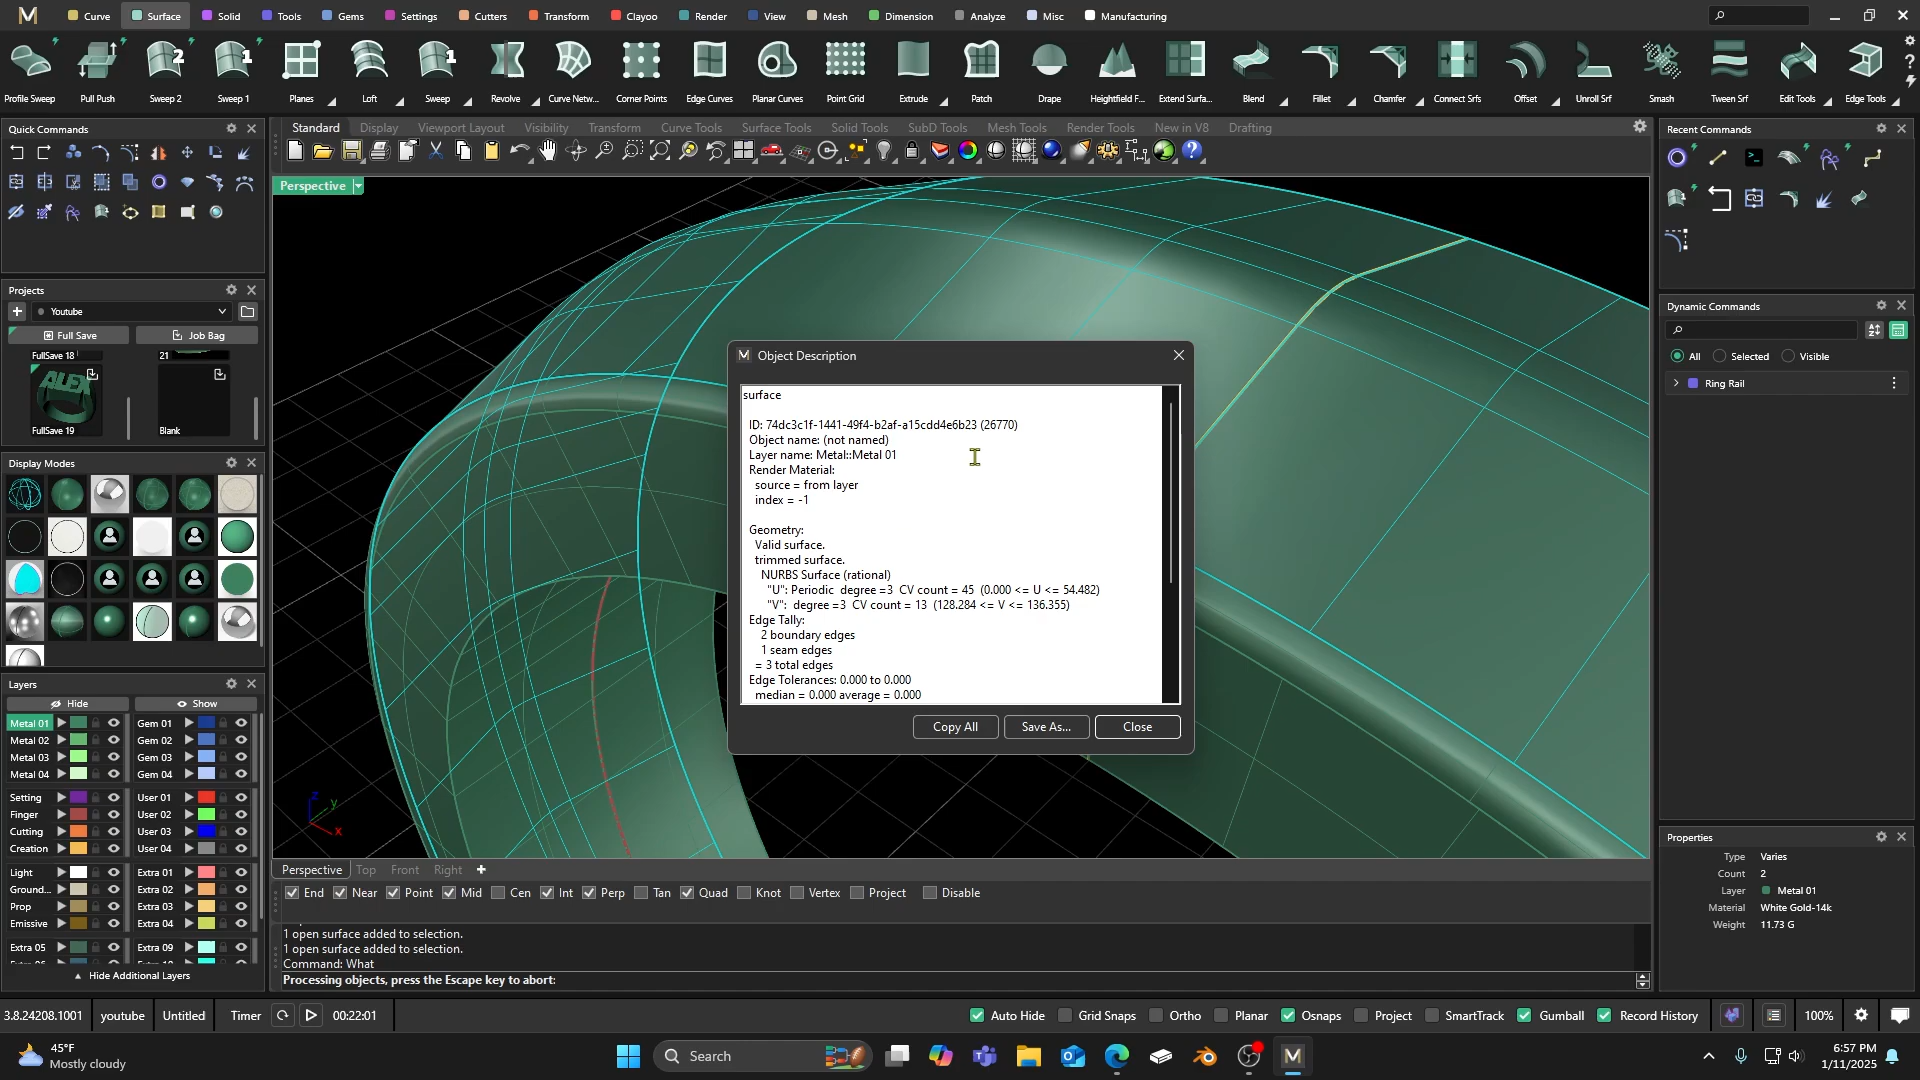 Curve Surface Solid Tools Gems Settings Cutters Transform Clayoo Render View Mesh Dimension Analyze Misc Manufacturing
Profile Sweep Pull Push Sweep 2 Sweep 1 Planes Loft Sweep Revolve Curve Netw... Corner Points Edge Curves Planar Curves Point Grid Extrude Patch Drape Heightfield F... Extend Surfa... Blend Fillet Chamfer Connect Srfs Offset Unroll Srf Smash Tween Srf Edit Tools Edge Tools
Quick Commands
Standard Display Viewport Layout Visibility Transform Curve Tools Surface Tools Solid Tools SubD Tools Mesh Tools Render Tools New in V8 Drafting
Recent Commands
Perspective
Projects
Youtube
Full Save Job Bag
FullSave 18 21
FullSave 19 Blank
Dynamic Commands
All Selected Visible
Ring Rail
Object Description
surface
ID: 74dc3c1f-1441-49f4-b2af-a15cdd4e6b23 (26770)
Object name: (not named)
Layer name: Metal::Metal 01
Render Material:
source = from layer
index = -1
Geometry:
Valid surface.
trimmed surface.
NURBS Surface (rational)
"U": Periodic degree =3 CV count = 45 (0.000 <= U <= 54.482)
"V": degree =3 CV count = 13 (128.284 <= V <= 136.355)
Edge Tally:
2 boundary edges
1 seam edges
= 3 total edges
Edge Tolerances: 0.000 to 0.000
median = 0.000 average = 0.000
Copy All Save As... Close
Display Modes
Layers
Hide Show
Metal 01 Gem 01
Metal 02 Gem 02
Metal 03 Gem 03
Metal 04 Gem 04
Setting User 01
Finger User 02
Cutting User 03
Creation User 04
Light Extra 01
Ground... Extra 02
Prop Extra 03
Emissive Extra 04
Extra 05 Extra 09
Hide Additional Layers
z
y
x
Perspective Top Front Right
End Near Point Mid Cen Int Perp Tan Quad Knot Vertex Project Disable
1 open surface added to selection.
1 open surface added to selection.
Command: What
Processing objects, press the Escape key to abort:
Properties
Type Varies
Count 2
Layer Metal 01
Material White Gold-14k
Weight 11.73 G
3.8.24208.1001 youtube Untitled Timer 00:22:01 Auto Hide Grid Snaps Ortho Planar Osnaps Project SmartTrack Gumball Record History 100%
45°F
Mostly cloudy
Search
6:57 PM
1/11/2025